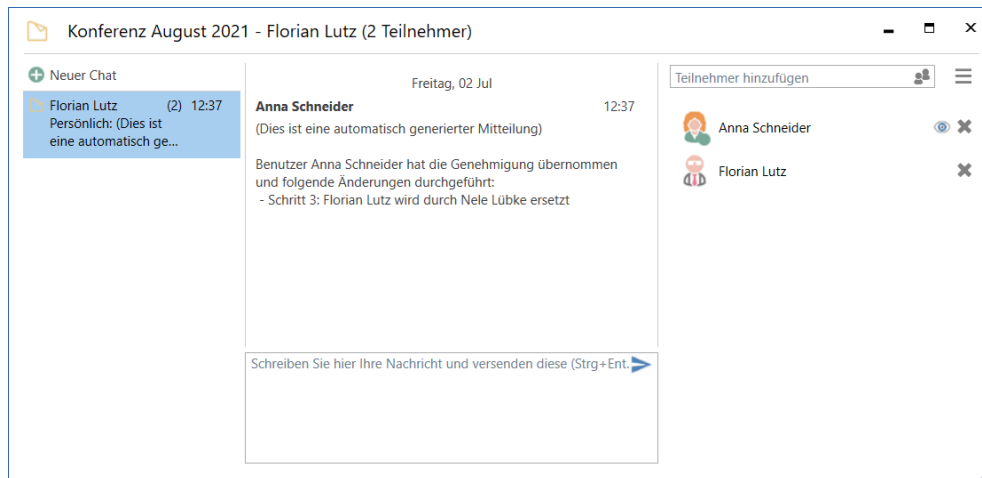 Konferenz August 2021 - Florian Lutz (2 Teilnehmer)
Neuer Chat
Florian Lutz (2) 12:37
Persönlich: (Dies ist
eine automatisch ge...
Freitag, 02 Jul
Anna Schneider 12:37
(Dies ist eine automatisch generierter Mitteilung)
Benutzer Anna Schneider hat die Genehmigung übernommen
und folgende Änderungen durchgeführt:
- Schritt 3: Florian Lutz wird durch Nele Lübke ersetzt
Schreiben Sie hier Ihre Nachricht und versenden diese (Strg+Ent.
Teilnehmer hinzufügen
Anna Schneider
Florian Lutz